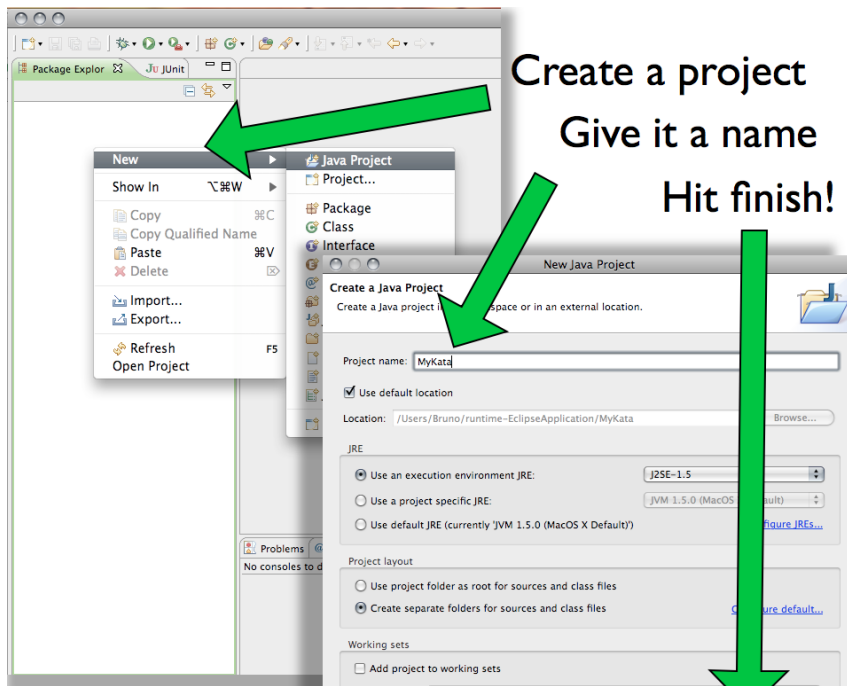 Create a project
Give it a name
Hit finish!
Package Explor
JUnit
New
Show In ⌥⌘W
Copy ⌘C
Copy Qualified Name
Paste ⌘V
Delete
Import...
Export...
Refresh F5
Open Project
Java Project
Project...
Package
Class
Interface
Problems
No consoles to d
New Java Project
Create a Java Project
Create a Java project i space or in an external location.
Project name: MyKata
Use default location
Location: /Users/Bruno/runtime-EclipseApplication/MyKata Browse...
JRE
Use an execution environment JRE: J2SE-1.5
Use a project specific JRE: JVM 1.5.0 (MacOS ault)
Use default JRE (currently 'JVM 1.5.0 (MacOS X Default)') figure JREs...
Project layout
Use project folder as root for sources and class files
Create separate folders for sources and class files C ure default...
Working sets
Add project to working sets